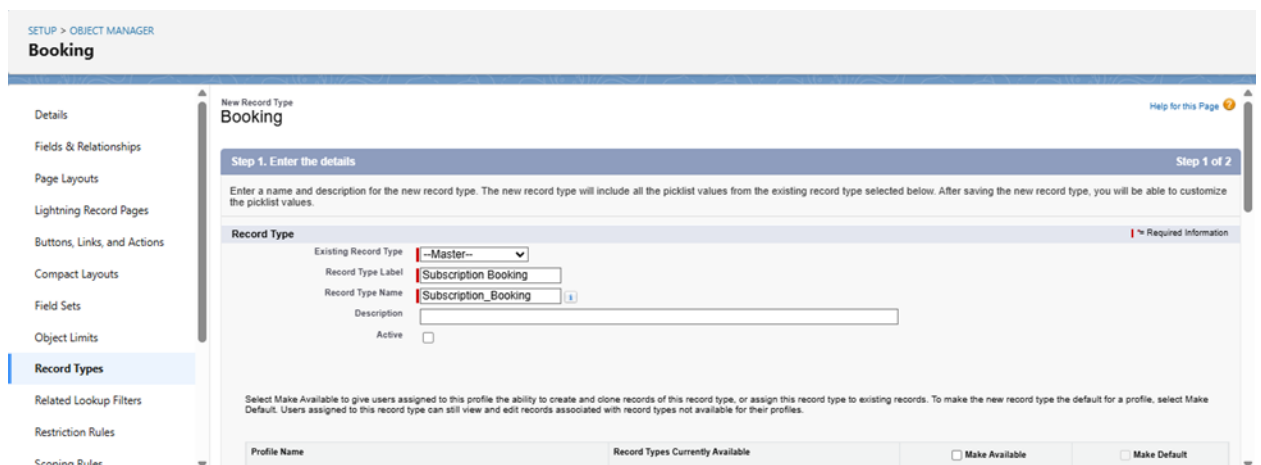 SETUP > OBJECT MANAGER
Booking
Details
Fields & Relationships
Page Layouts
Lightning Record Pages
Buttons, Links, and Actions
Compact Layouts
Field Sets
Object Limits
Record Types
Related Lookup Filters
Restriction Rules
Scoping Rules
New Record Type
Booking
Help for this Page
Step 1. Enter the details Step 1 of 2
Enter a name and description for the new record type. The new record type will include all the picklist values from the existing record type selected below. After saving the new record type, you will be able to customize
the picklist values.
Record Type = Required Information
Existing Record Type --Master--
Record Type Label Subscription Booking
Record Type Name Subscription_Booking i
Description
Active
Select Make Available to give users assigned to this profile the ability to create and clone records of this record type, or assign this record type to existing records. To make the new record type the default for a profile, select Make
Default. Users assigned to this record type can still view and edit records associated with record types not available for their profiles.
Profile Name Record Types Currently Available Make Available Make Default